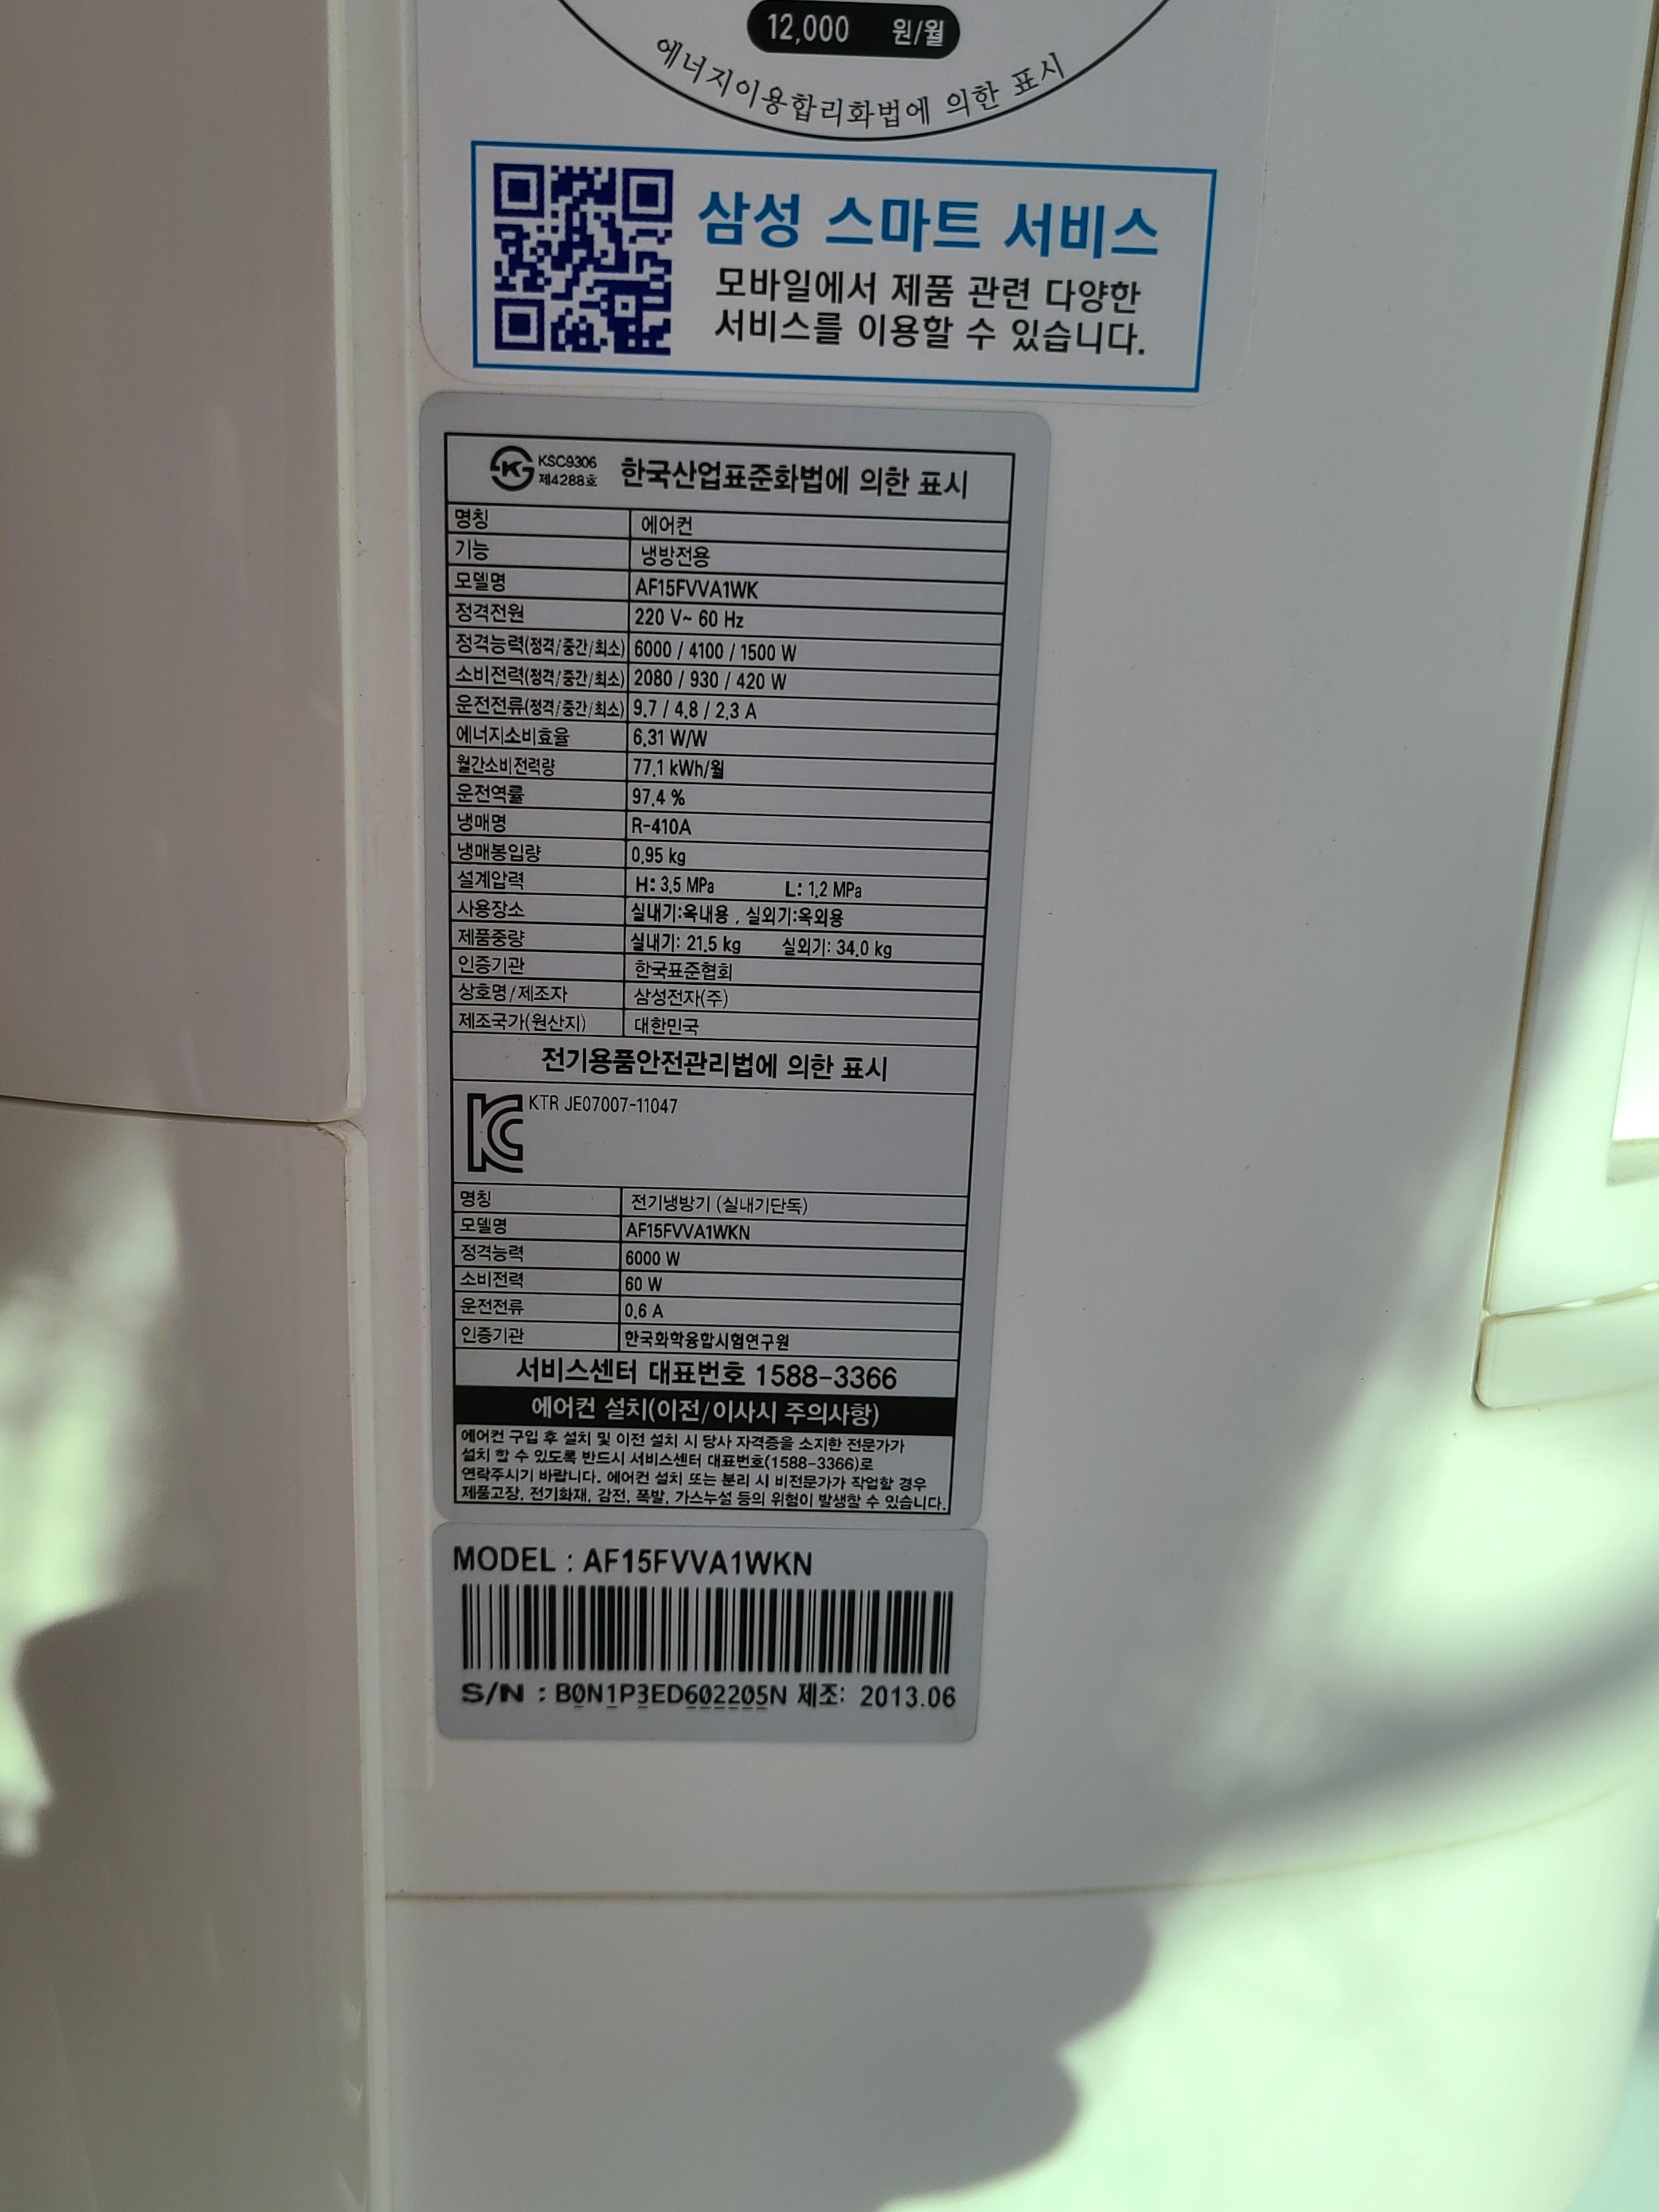 12,000 원/월
에너지이용합리화법에 의한 표시
삼성 스마트 서비스
모바일에서 제품 관련 다양한
서비스를 이용할 수 있습니다.
KSC9306
제4288호
한국산업표준화법에 의한 표시
명칭 에어컨
기능 냉방전용
모델명 AF15FVVA1WK
정격전원 220 V~ 60 Hz
정격능력(정격/중간/최소) 6000 / 4100 / 1500 W
소비전력(정격/중간/최소) 2080 / 930 / 420 W
운전전류(정격/중간/최소) 9.7 / 4.8 / 2.3 A
에너지소비효율 6.31 W/W
월간소비전력량 77.1 kWh/월
운전역률 97.4 %
냉매명 R-410A
냉매봉입량 0.95 kg
설계압력 H: 3.5 MPa L: 1.2 MPa
사용장소 실내기:옥내용 , 실외기:옥외용
제품중량 실내기: 21.5 kg 실외기: 34.0 kg
인증기관 한국표준협회
상호명/제조자 삼성전자(주)
제조국가(원산지) 대한민국
전기용품안전관리법에 의한 표시
KTR JE07007-11047
명칭 전기냉방기 (실내기단독)
모델명 AF15FVVA1WKN
정격능력 6000 W
소비전력 60 W
운전전류 0.6 A
인증기관 한국화학융합시험연구원
서비스센터 대표번호 1588-3366
에어컨 설치(이전/이사시 주의사항)
에어컨 구입 후 설치 및 이전 설치 시 당사 자격증을 소지한 전문가가
설치 할 수 있도록 반드시 서비스센터 대표번호(1588-3366)로
연락주시기 바랍니다. 에어컨 설치 또는 분리 시 비전문가가 작업할 경우
제품고장, 전기화재, 감전, 폭발, 가스누설 등의 위험이 발생할 수 있습니다.
MODEL : AF15FVVA1WKN
S/N : B0N1P3ED602205N 제조: 2013.06